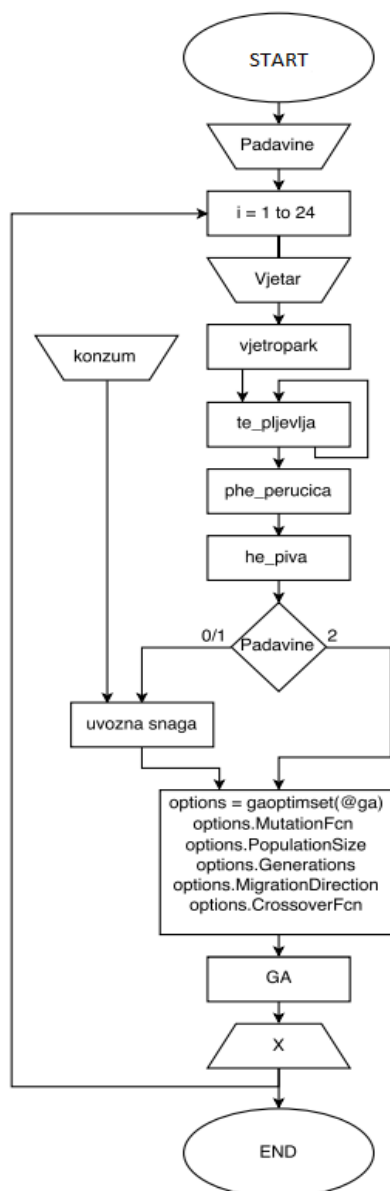 START
Padavine
i = 1 to 24
Vjetar
vjetropark
konzum
te_pljevlja
phe_perucica
he_piva
0/1
Padavine
2
uvozna snaga
options = gaoptimset(@ga)
options.MutationFcn
options.PopulationSize
options.Generations
options.MigrationDirection
options.CrossoverFcn
GA
X
END